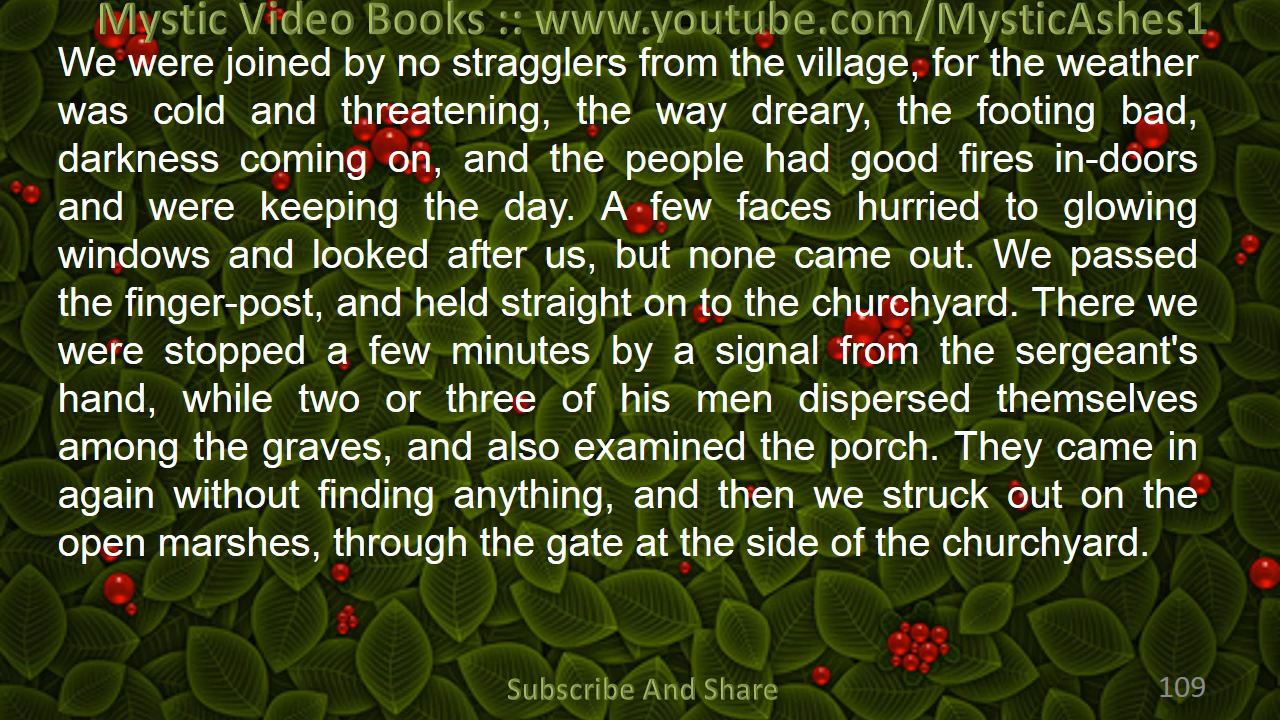 Mystic Video Books :: www.youtube.com/MysticAshes1
We were joined by no stragglers from the village, for the weather
was cold and threatening, the way dreary, the footing bad,
darkness coming on, and the people had good fires in-doors
and were keeping the day. A few faces hurried to glowing
windows and looked after us, but none came out. We passed
the finger-post, and held straight on to the churchyard. There we
were stopped a few minutes by a signal from the sergeant's
hand, while two or three of his men dispersed themselves
among the graves, and also examined the porch. They came in
again without finding anything, and then we struck out on the
open marshes, through the gate at the side of the churchyard.
Subscribe And Share
109